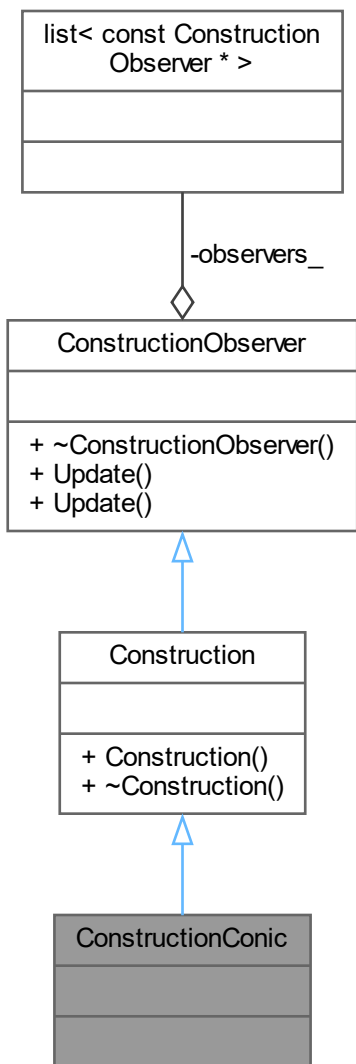 list< const Construction
Observer * >
-observers_
ConstructionObserver
+ ~ConstructionObserver()
+ Update()
+ Update()
Construction
+ Construction()
+ ~Construction()
ConstructionConic